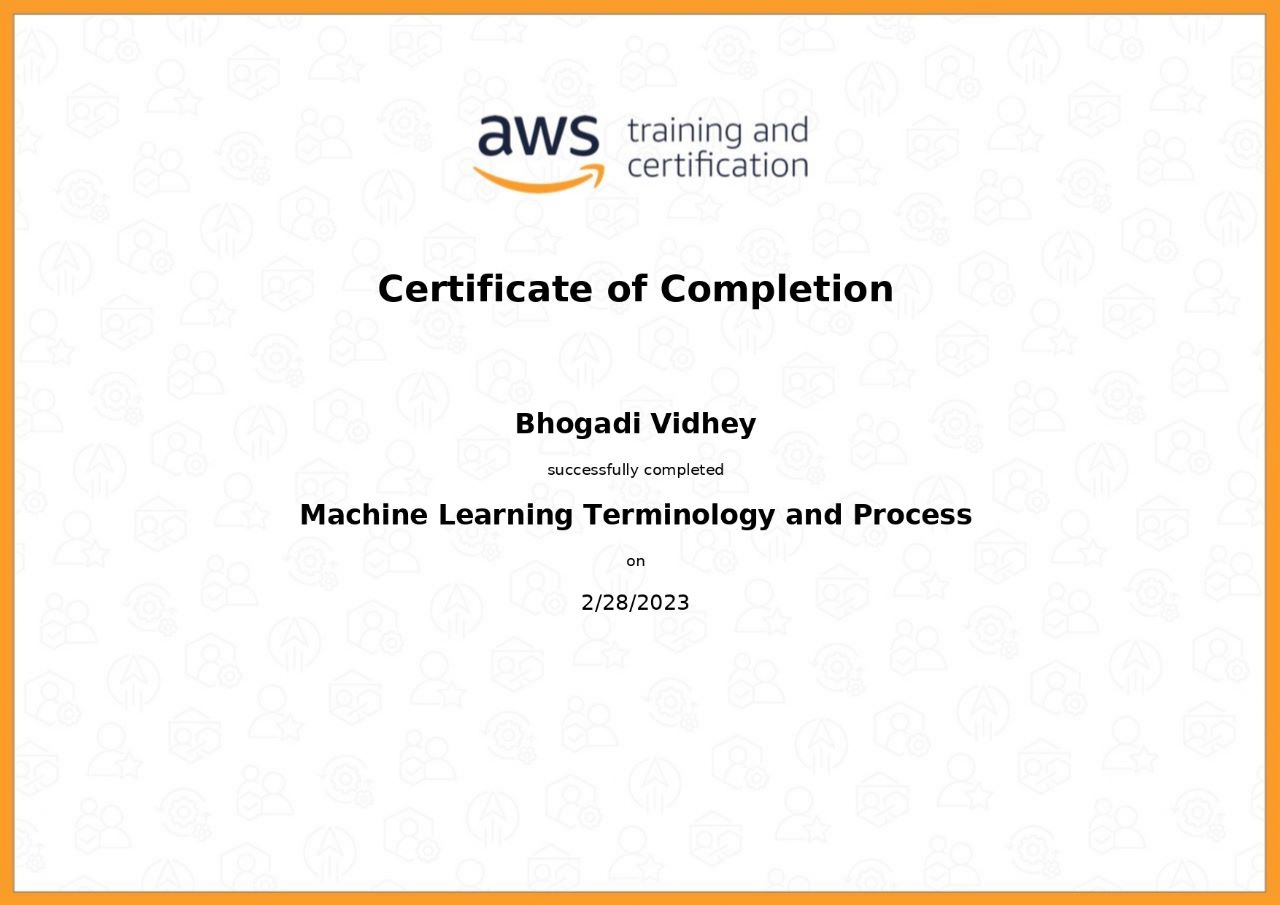 aws training and
certification
Certificate of Completion
Bhogadi Vidhey
successfully completed
Machine Learning Terminology and Process
on
2/28/2023